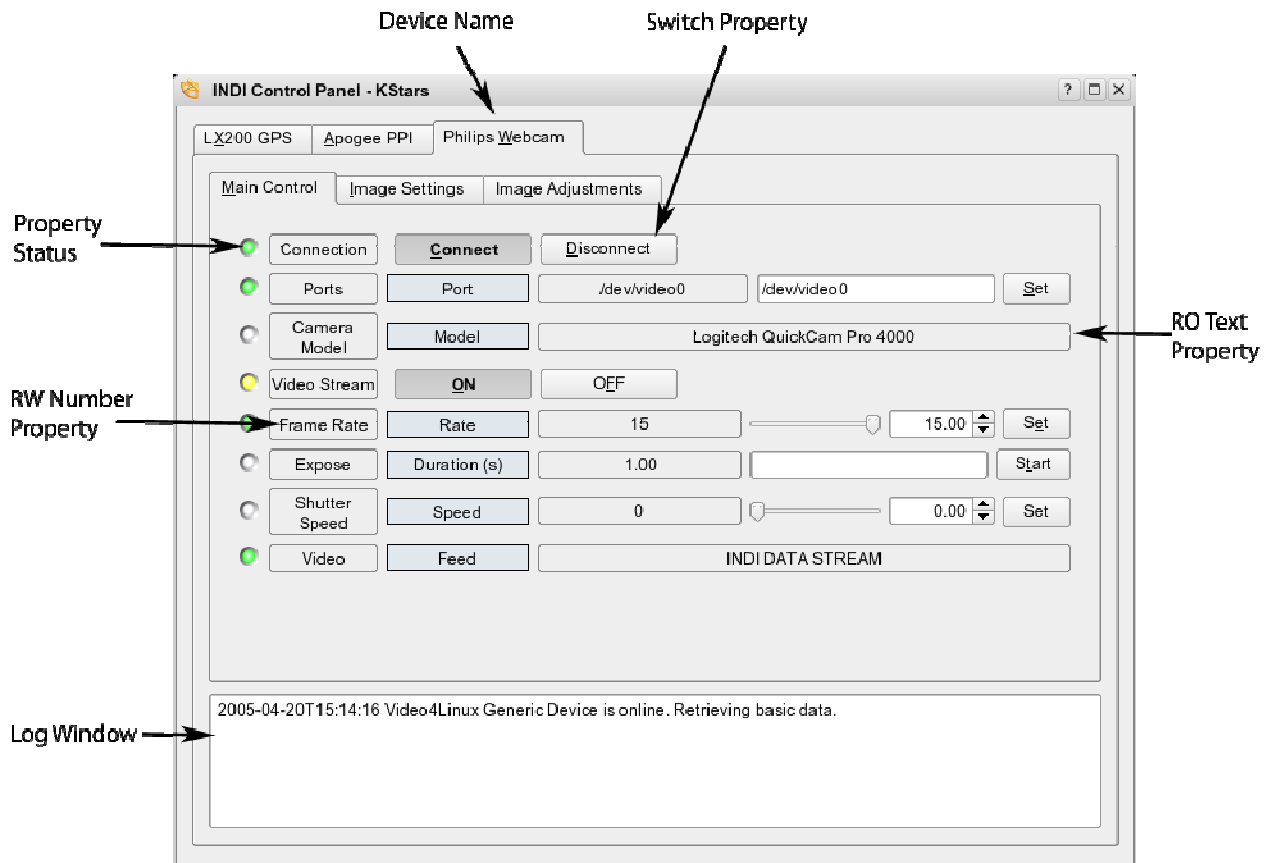 Device Name
Switch Property
INDI Control Panel - KStars
LX200 GPS
Apogee PPI
Philips Webcam
Main Control
Image Settings
Image Adjustments
Property
Status
Connection
Connect
Disconnect
Ports
Port
/dev/video0
/dev/video0
Set
Camera
Model
Model
Logitech QuickCam Pro 4000
RO Text
Property
Video Stream
ON
OFF
RW Number
Property
Frame Rate
Rate
15
15.00
Set
Expose
Duration (s)
1.00
Start
Shutter
Speed
Speed
0
0.00
Set
Video
Feed
INDI DATA STREAM
Log Window
2005-04-20T15:14:16 Video4Linux Generic Device is online. Retrieving basic data.